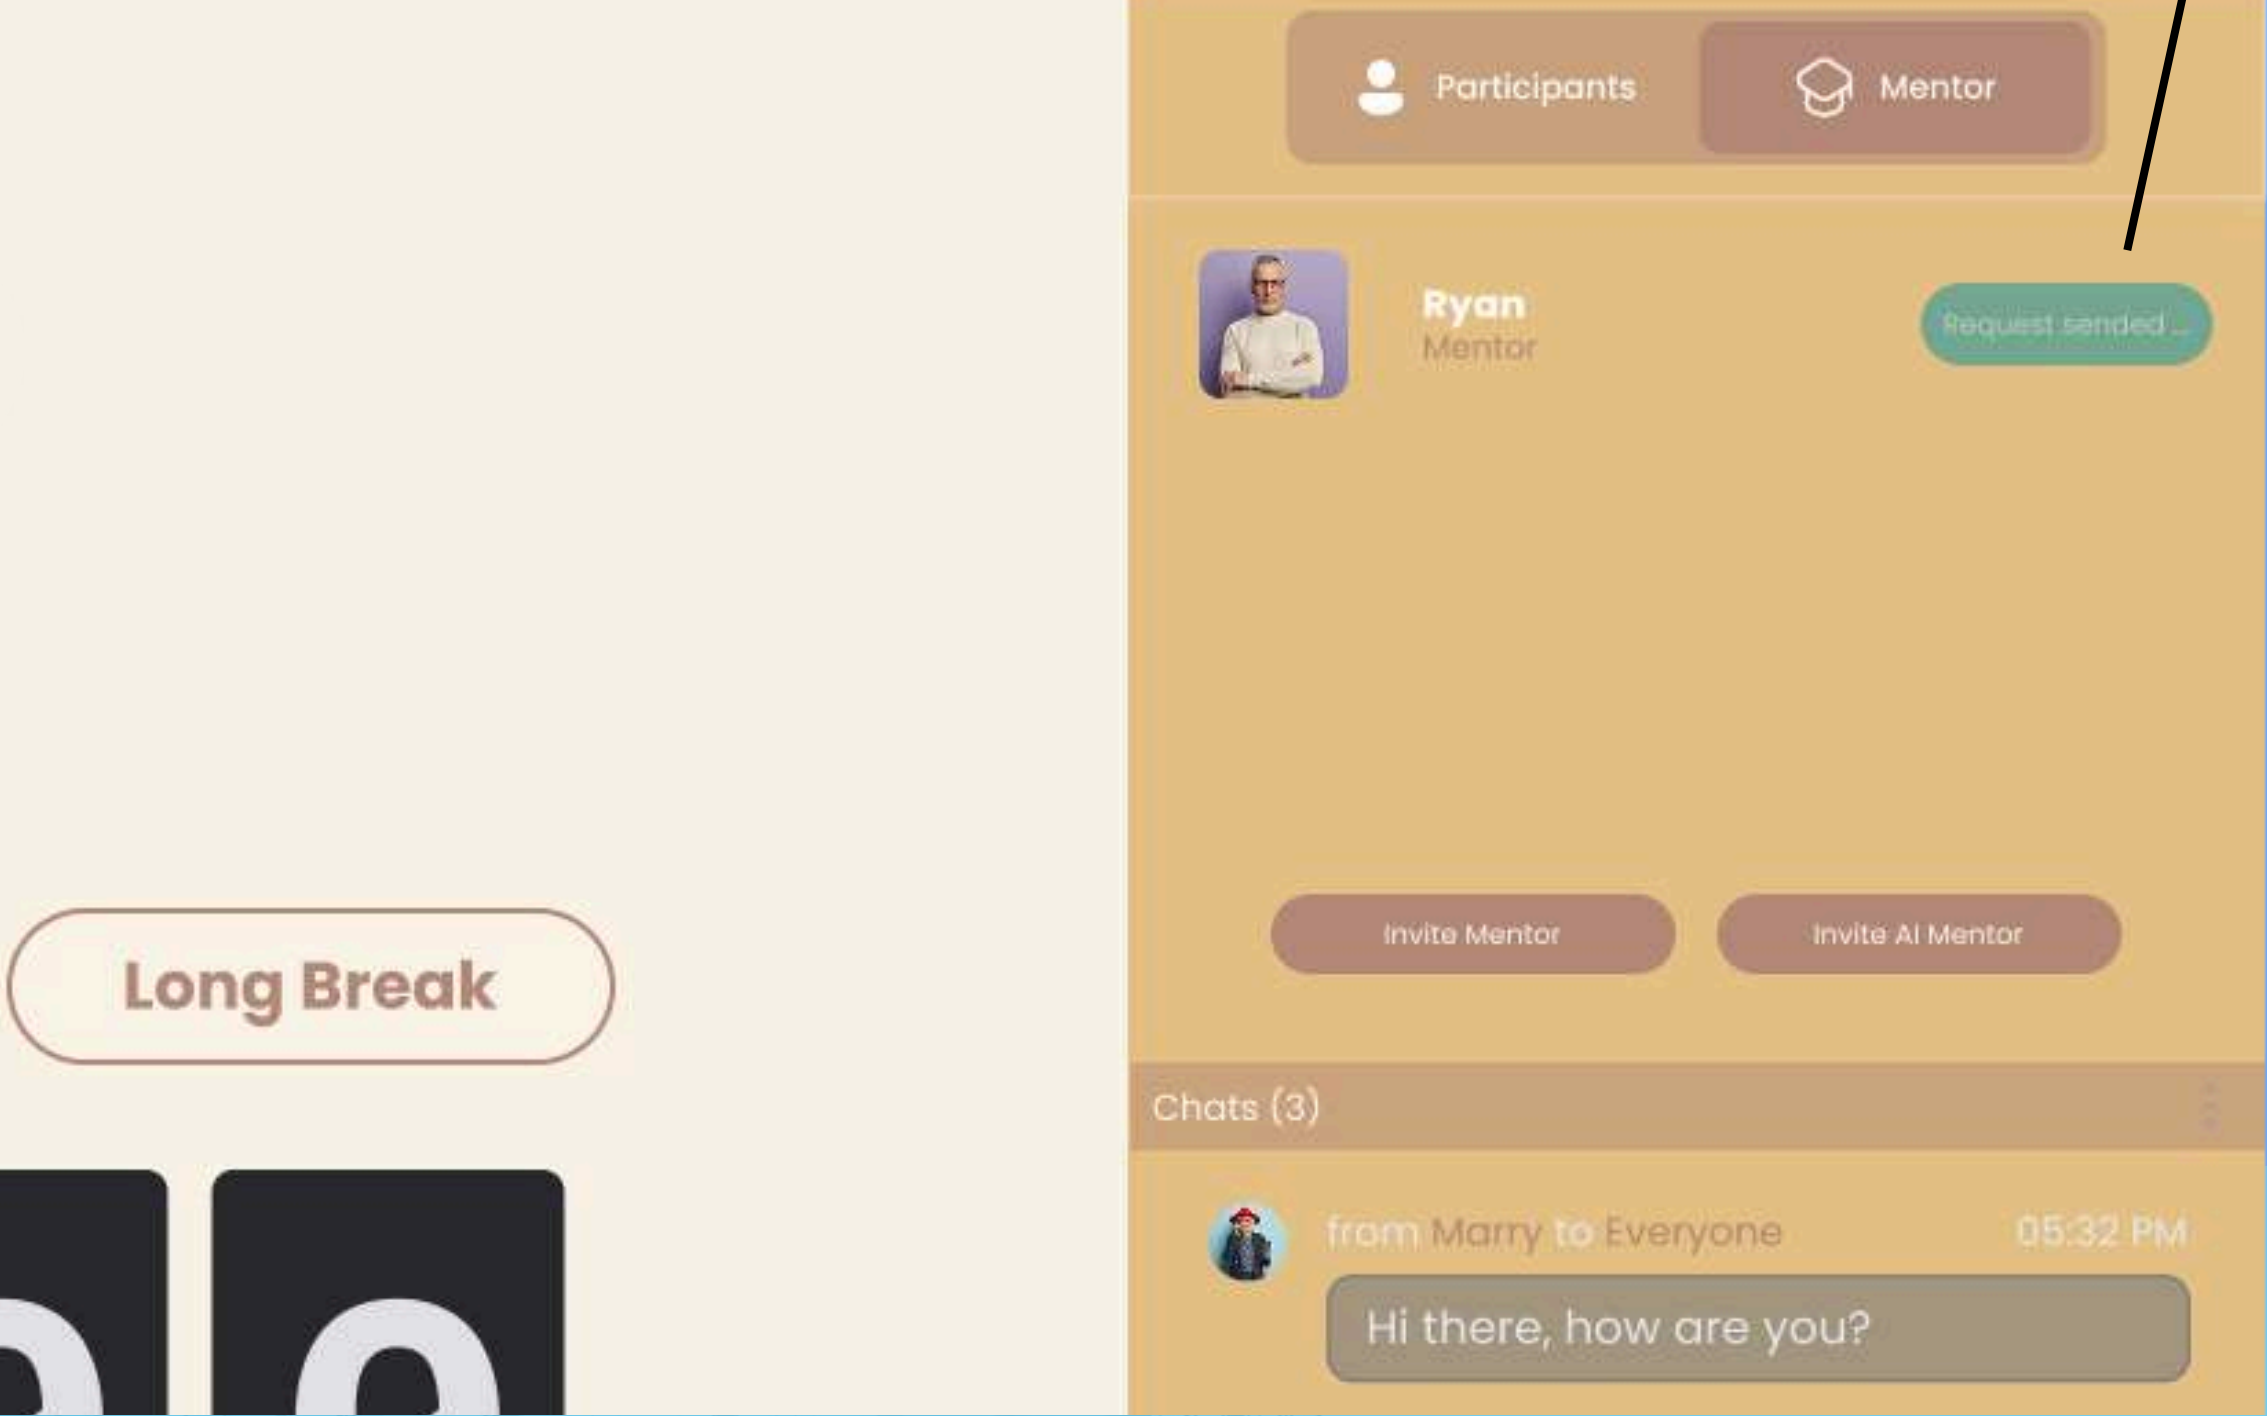 Participants
Mentor
Ryan
Mentor
Request sended ...
Invite Mentor
Invite AI Mentor
Long Break
Chats (3)
from Marry to Everyone
05:32 PM
Hi there, how are you?